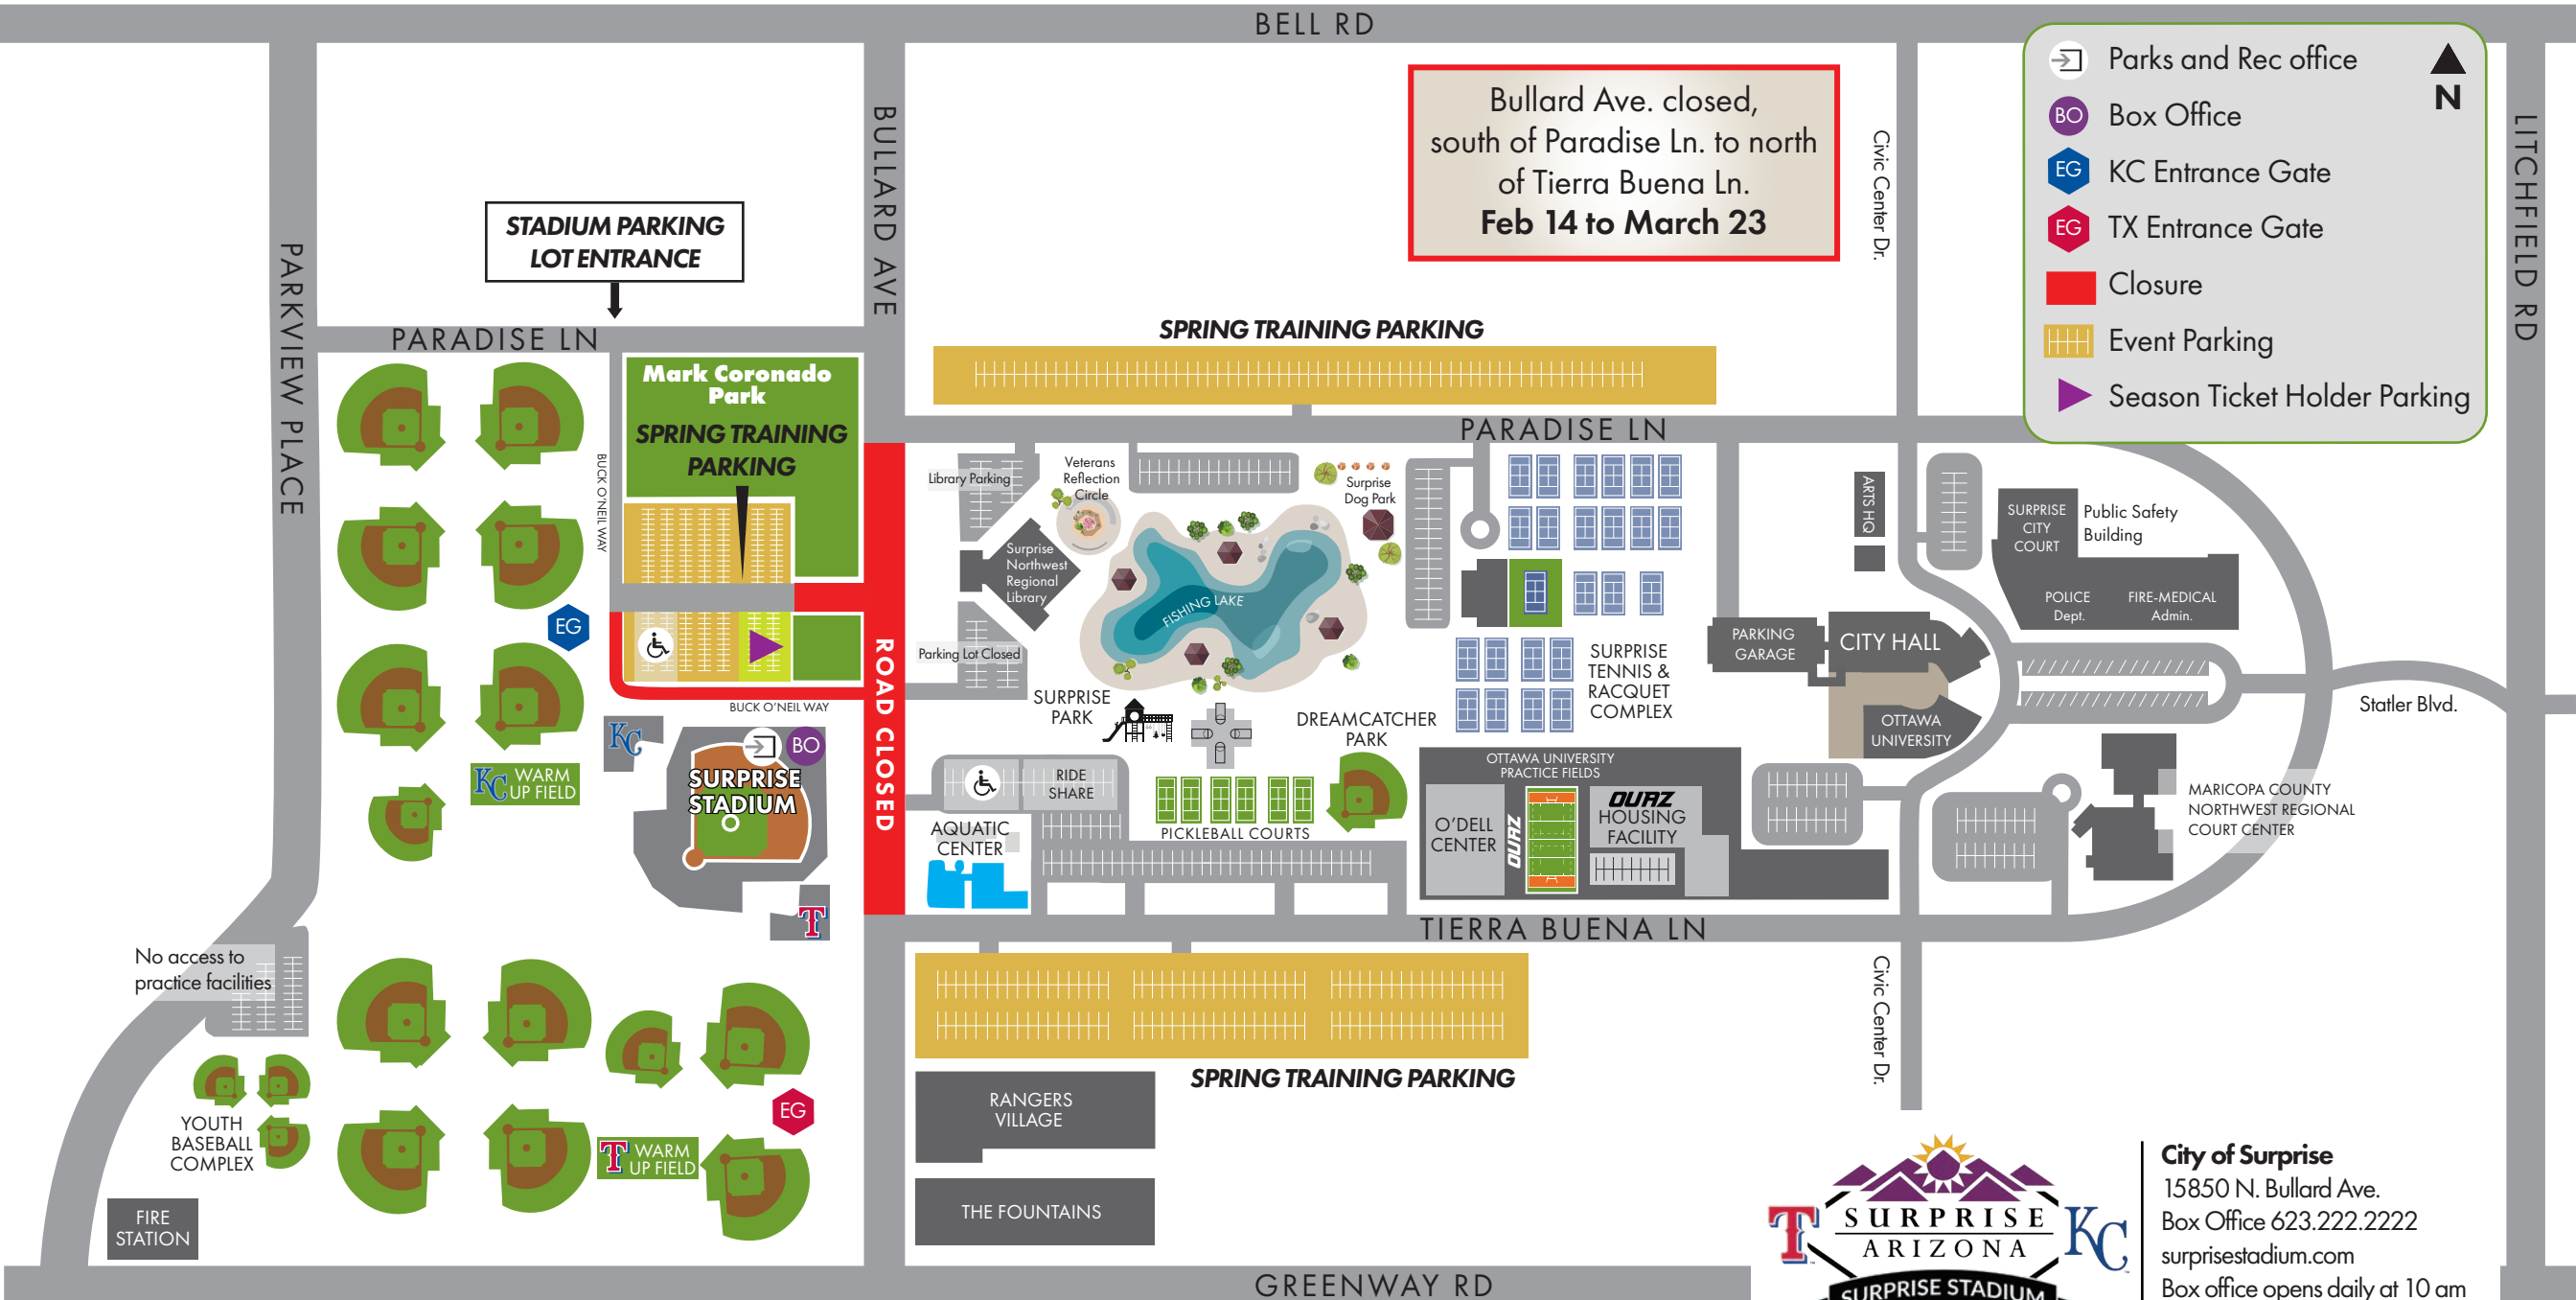 BELL RD
Parks and Rec office
BO
Box Office
EG
KC Entrance Gate
EG
TX Entrance Gate
Closure
Event Parking
Season Ticket Holder Parking
N
Bullard Ave. closed,
south of Paradise Ln. to north
of Tierra Buena Ln.
Feb 14 to March 23
Civic Center Dr.
LITCHFIELD RD
BULLARD AVE
PARKVIEW PLACE
STADIUM PARKING
LOT ENTRANCE
PARADISE LN
SPRING TRAINING PARKING
PARADISE LN
Mark Coronado
Park
SPRING TRAINING
PARKING
BUCK O'NEIL WAY
Library Parking
Veterans
Reflection
Circle
Surprise
Dog Park
Surprise
Northwest
Regional
Library
FISHING LAKE
Parking Lot Closed
SURPRISE
PARK
ARTS HQ
SURPRISE
CITY
COURT
Public Safety
Building
POLICE
Dept.
FIRE-MEDICAL
Admin.
PARKING
GARAGE
CITY HALL
OTTAWA
UNIVERSITY
Statler Blvd.
SURPRISE
TENNIS &
RACQUET
COMPLEX
EG
BUCK O'NEIL WAY
ROAD CLOSED
KC
BO
SURPRISE
STADIUM
KC WARM
UP FIELD
DREAMCATCHER
PARK
RIDE
SHARE
AQUATIC
CENTER
PICKLEBALL COURTS
OTTAWA UNIVERSITY
PRACTICE FIELDS
O'DELL
CENTER
OUAZ
OUAZ
HOUSING
FACILITY
MARICOPA COUNTY
NORTHWEST REGIONAL
COURT CENTER
T
TIERRA BUENA LN
No access to
practice facilities
Civic Center Dr.
SPRING TRAINING PARKING
RANGERS
VILLAGE
THE FOUNTAINS
EG
T WARM
UP FIELD
YOUTH
BASEBALL
COMPLEX
FIRE
STATION
GREENWAY RD
T
SURPRISE
ARIZONA
KC
SURPRISE STADIUM
City of Surprise
15850 N. Bullard Ave.
Box Office 623.222.2222
surprisestadium.com
Box office opens daily at 10 am